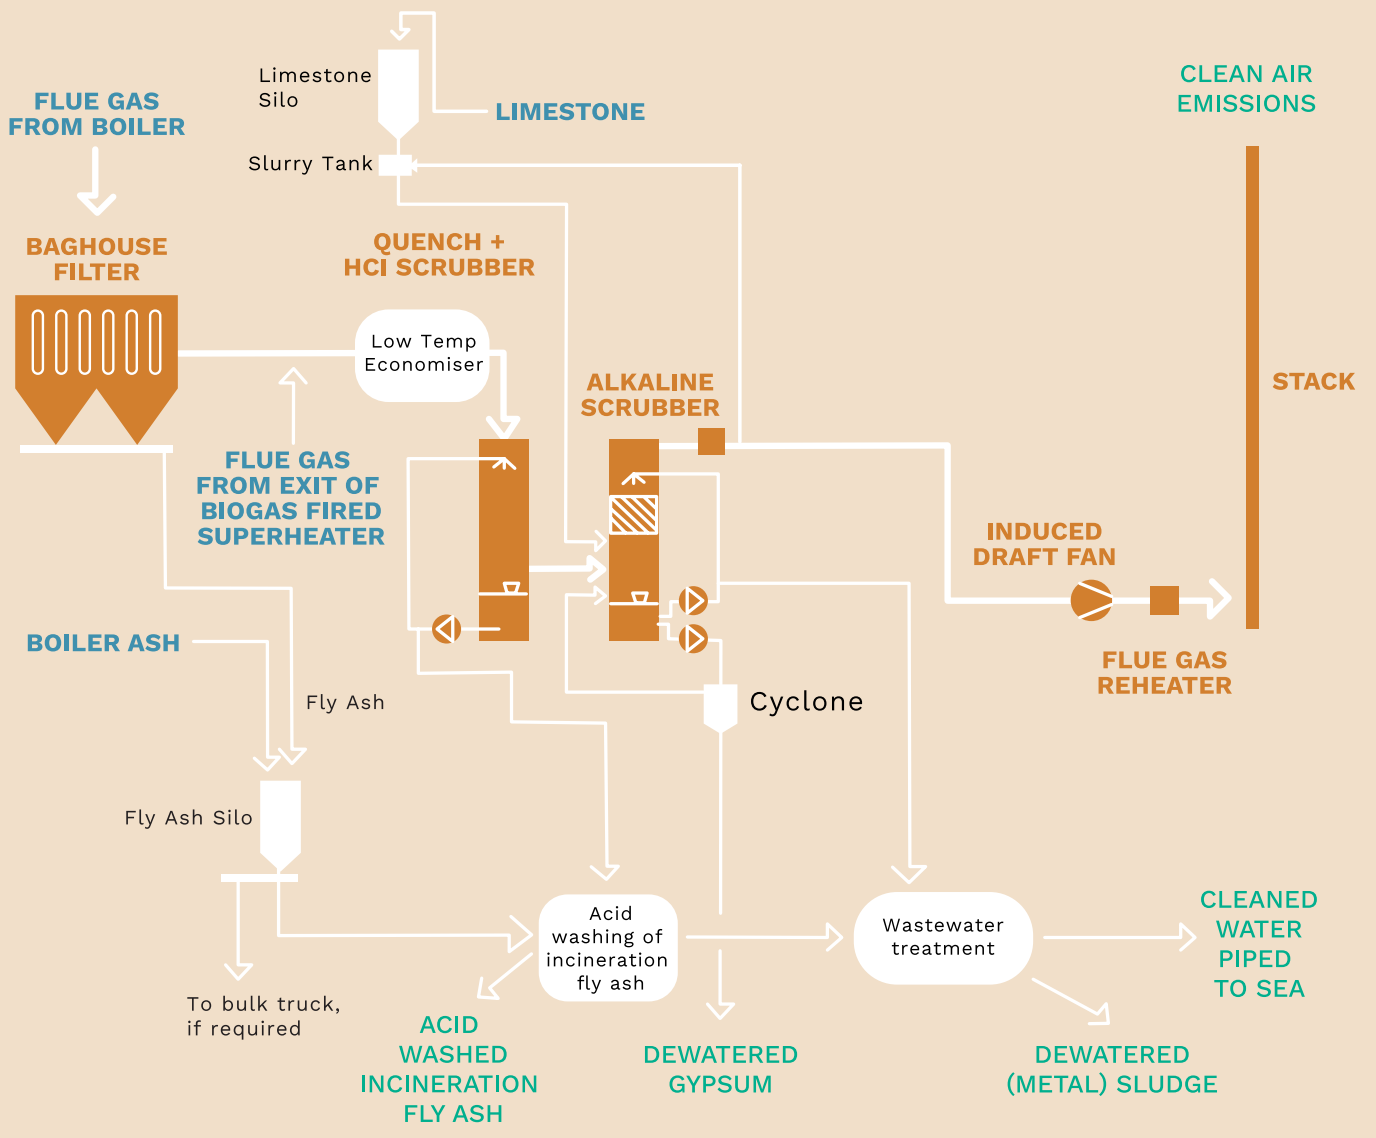 CLEAN AIR
EMISSIONS
Limestone
Silo
FLUE GAS
FROM BOILER
LIMESTONE
Slurry Tank
BAGHOUSE
FILTER
QUENCH +
HCI SCRUBBER
Low Temp
Economiser
ALKALINE
SCRUBBER
STACK
FLUE GAS
FROM EXIT OF
BIOGAS FIRED
SUPERHEATER
INDUCED
DRAFT FAN
BOILER ASH
FLUE GAS
REHEATER
Fly Ash
Cyclone
Fly Ash Silo
Acid
washing of
incineration
fly ash
Wastewater
treatment
CLEANED
WATER
PIPED
TO SEA
To bulk truck,
if required
ACID
WASHED
INCINERATION
FLY ASH
DEWATERED
GYPSUM
DEWATERED
(METAL) SLUDGE